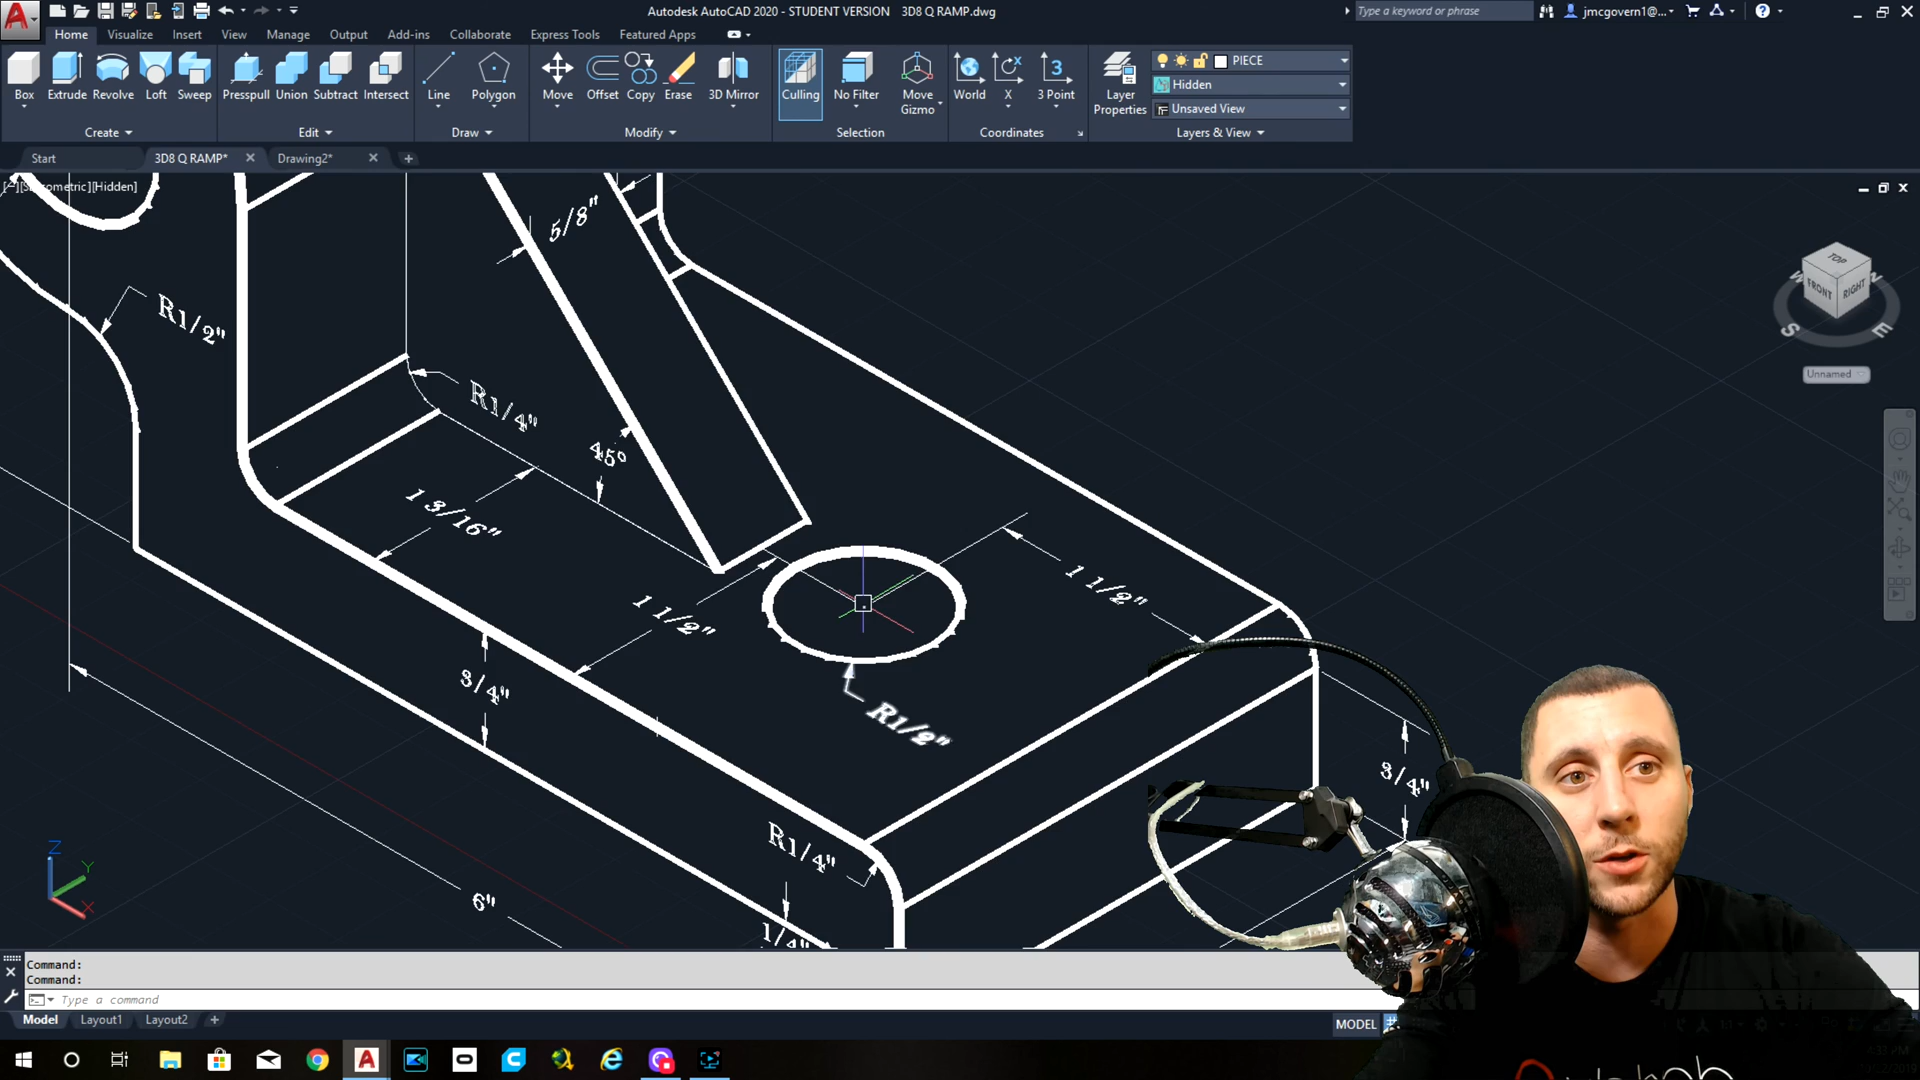 Autodesk AutoCAD 2020 - STUDENT VERSION 3D8 Q RAMP.dwg
Type a keyword or phrase
jmcgovern1@...
Home Visualize Insert View Manage Output Add-ins Collaborate Express Tools Featured Apps
Box Extrude Revolve Loft Sweep Presspull Union Subtract Intersect Line Polygon Move Offset Copy Erase 3D Mirror Culling No Filter Move Gizmo World X 3 Point Layer Properties
PIECE
Hidden
Unsaved View
Create Edit Draw Modify Selection Coordinates Layers & View
Start 3D8 Q RAMP* Drawing2*
[Hidden]
5/8"
R1/2"
R1/4"
45°
1 3/16"
1 1/2"
1 1/2"
3/4"
R1/2"
3/4"
R1/4"
6"
1/4"
TOP
FRONT RIGHT
W N S E
Unnamed
Z
Y
X
Command:
Command:
Type a command
Model Layout1 Layout2 +
MODEL